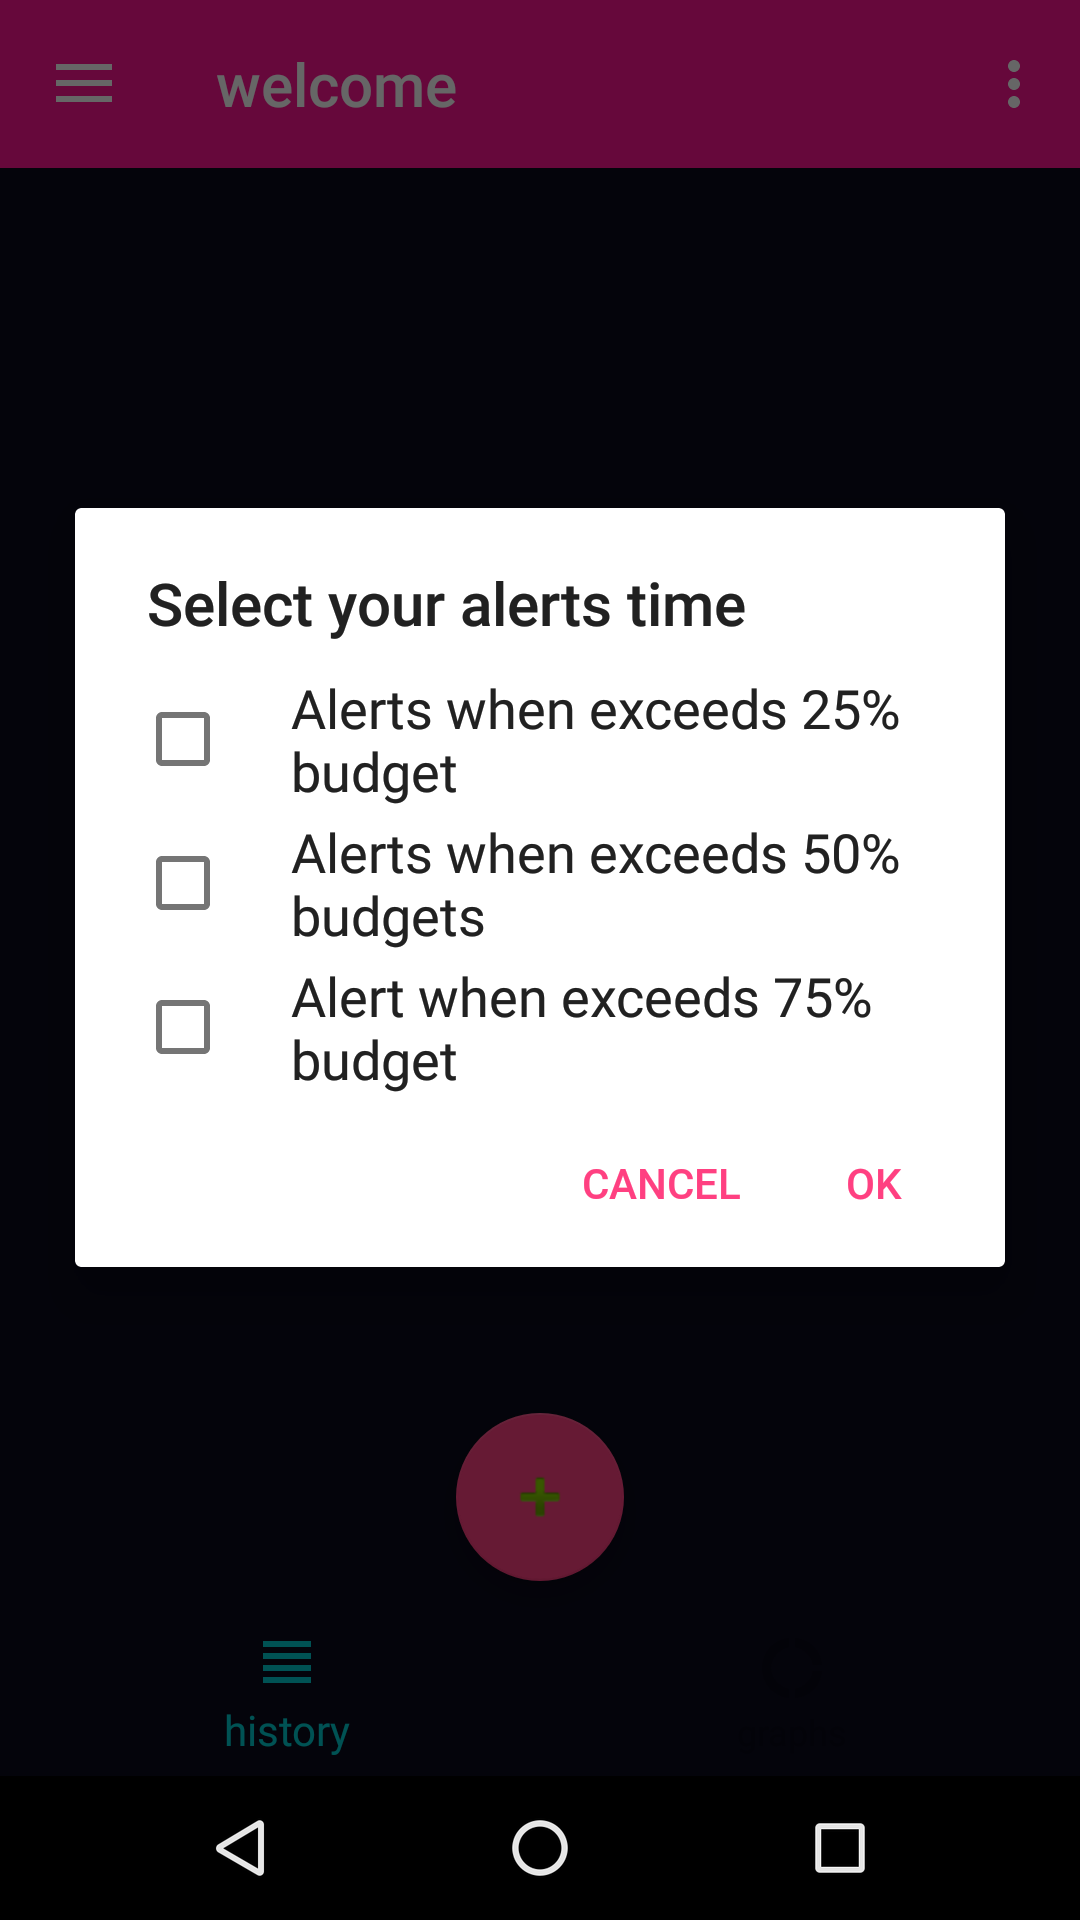 welcome
Select your alerts time
Alerts when exceeds 25%
budget
Alerts when exceeds 50%
budgets
Alert when exceeds 75%
budget
CANCEL
OK
history